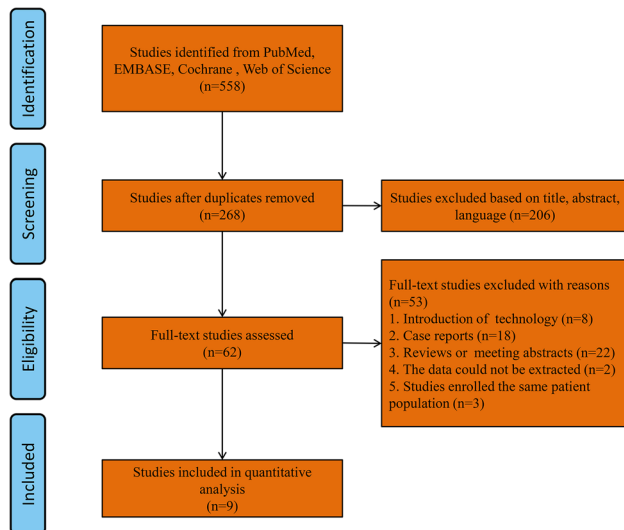 Identification
Studies identified from PubMed,
EMBASE, Cochrane , Web of Science
(n=558)
Screening
Studies after duplicates removed
(n=268)
Studies excluded based on title, abstract,
language (n=206)
Eligibility
Full-text studies assessed
(n=62)
Full-text studies excluded with reasons
(n=53)
1. Introduction of technology (n=8)
2. Case reports (n=18)
3. Reviews or meeting abstracts (n=22)
4. The data could not be extracted (n=2)
5. Studies enrolled the same patient
population (n=3)
Included
Studies included in quantitative
analysis
(n=9)